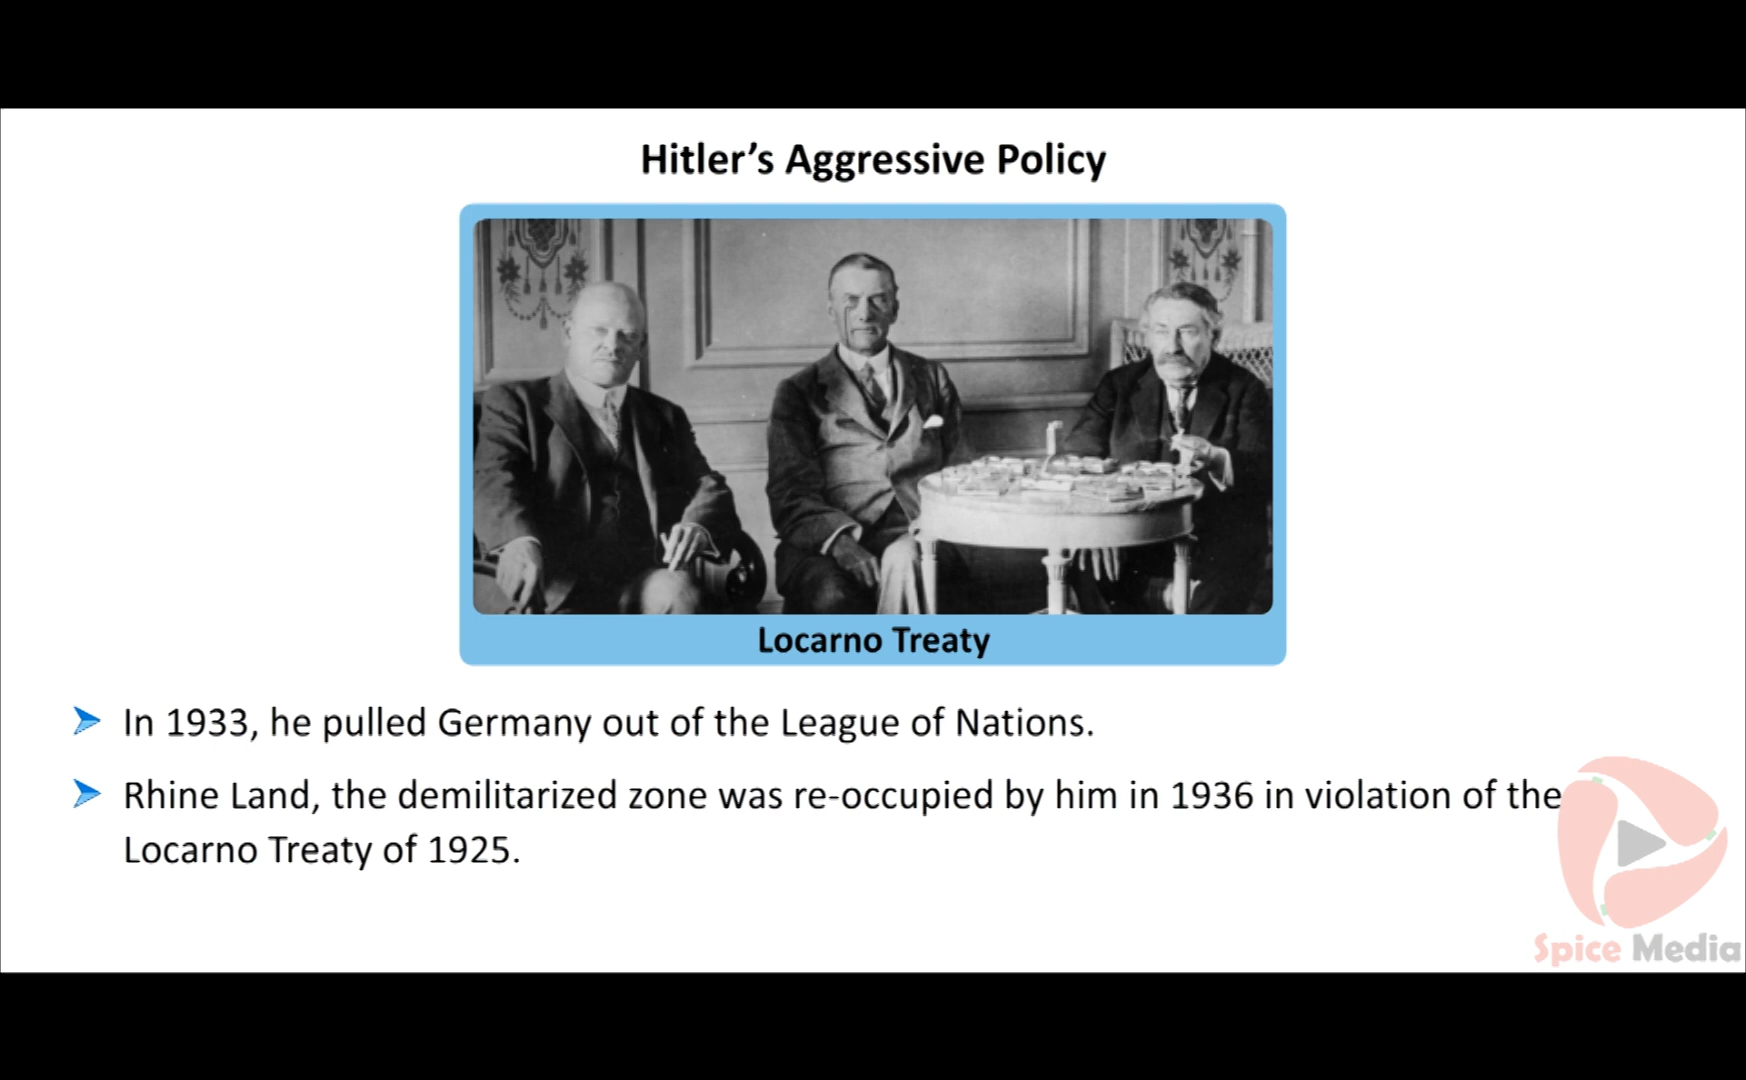 Hitler’s Aggressive Policy
Locarno Treaty
In 1933, he pulled Germany out of the League of Nations.
Rhine Land, the demilitarized zone was re-occupied by him in 1936 in violation of the
Locarno Treaty of 1925.
Spice Media